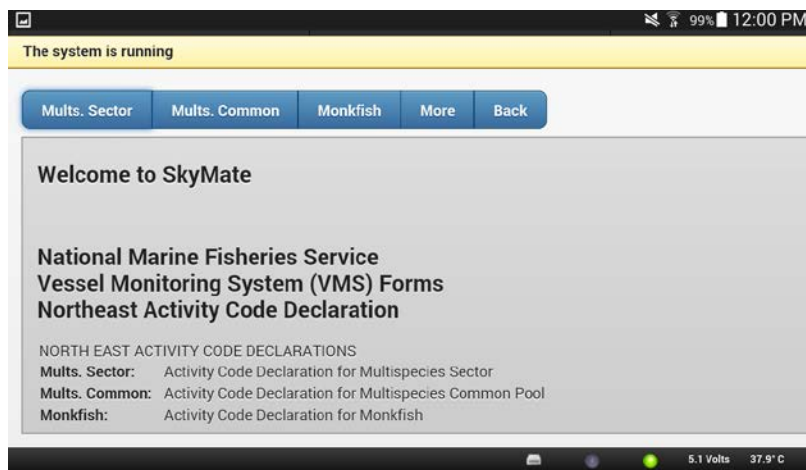 99% 12:00 PM
The system is running
Mults. Sector Mults. Common Monkfish More Back
Welcome to SkyMate
National Marine Fisheries Service
Vessel Monitoring System (VMS) Forms
Northeast Activity Code Declaration
NORTH EAST ACTIVITY CODE DECLARATIONS
Mults. Sector: Activity Code Declaration for Multispecies Sector
Mults. Common: Activity Code Declaration for Multispecies Common Pool
Monkfish: Activity Code Declaration for Monkfish
5.1 Volts 37.9° C